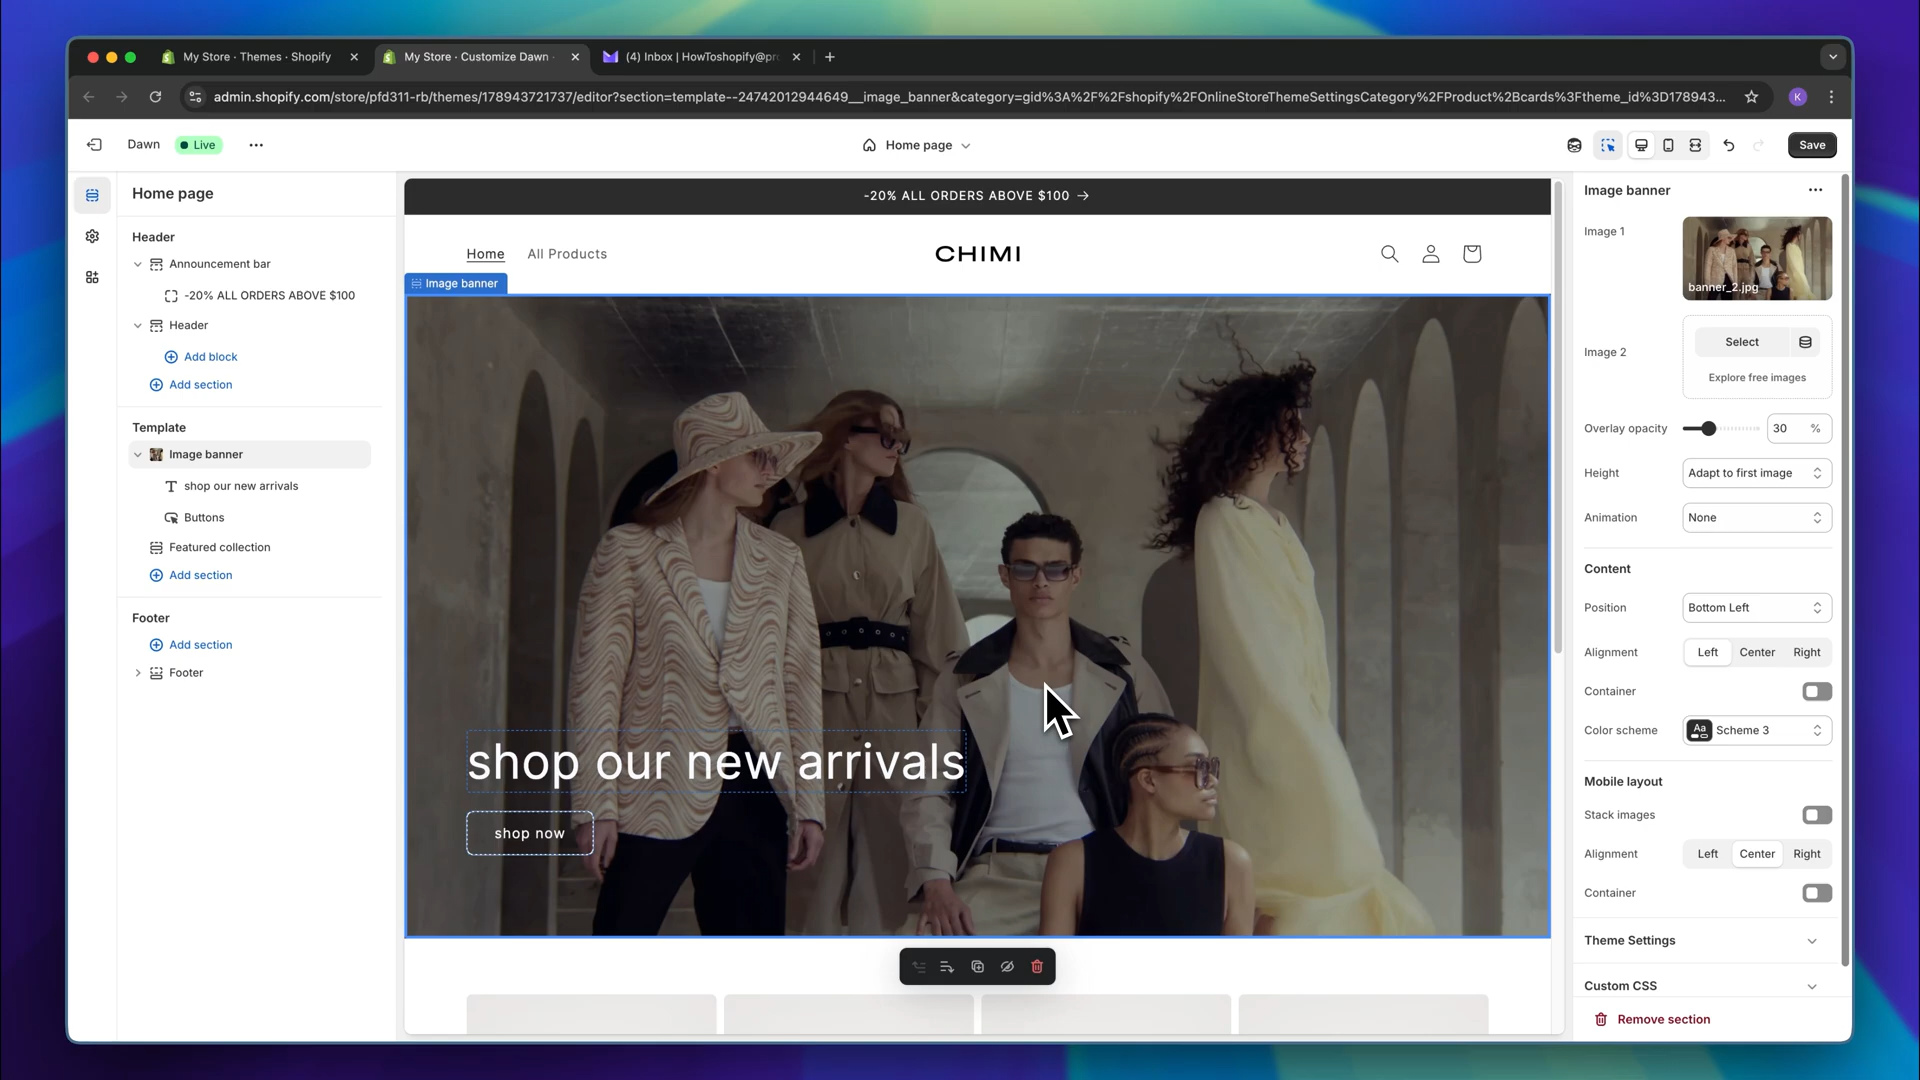 My Store · Themes · Shopify
My Store · Customize Dawn ·
(4) Inbox | HowToshopify@pro
admin.shopify.com/store/pfd311-rb/themes/178943721737/editor?section=template--24742012944649__image_banner&category=gid%3A%2F%2Fshopify%2FOnlineStoreThemeSettingsCategory%2FProduct%2Bcards%3Ftheme_id%3D178943...
K
Dawn
Live
Home page
Save
Home page
Header
Announcement bar
-20% ALL ORDERS ABOVE $100
Header
Add block
Add section
Template
Image banner
shop our new arrivals
Buttons
Featured collection
Add section
Footer
Add section
Footer
-20% ALL ORDERS ABOVE $100 →
Home
All Products
CHIMI
Image banner
shop our new arrivals
shop now
Image banner
Image 1
banner_2.jpg
Image 2
Select
Explore free images
Overlay opacity
30 %
Height
Adapt to first image
Animation
None
Content
Position
Bottom Left
Alignment
Left Center Right
Container
Color scheme
Aa
Scheme 3
Mobile layout
Stack images
Alignment
Left Center Right
Container
Theme Settings
Custom CSS
Remove section